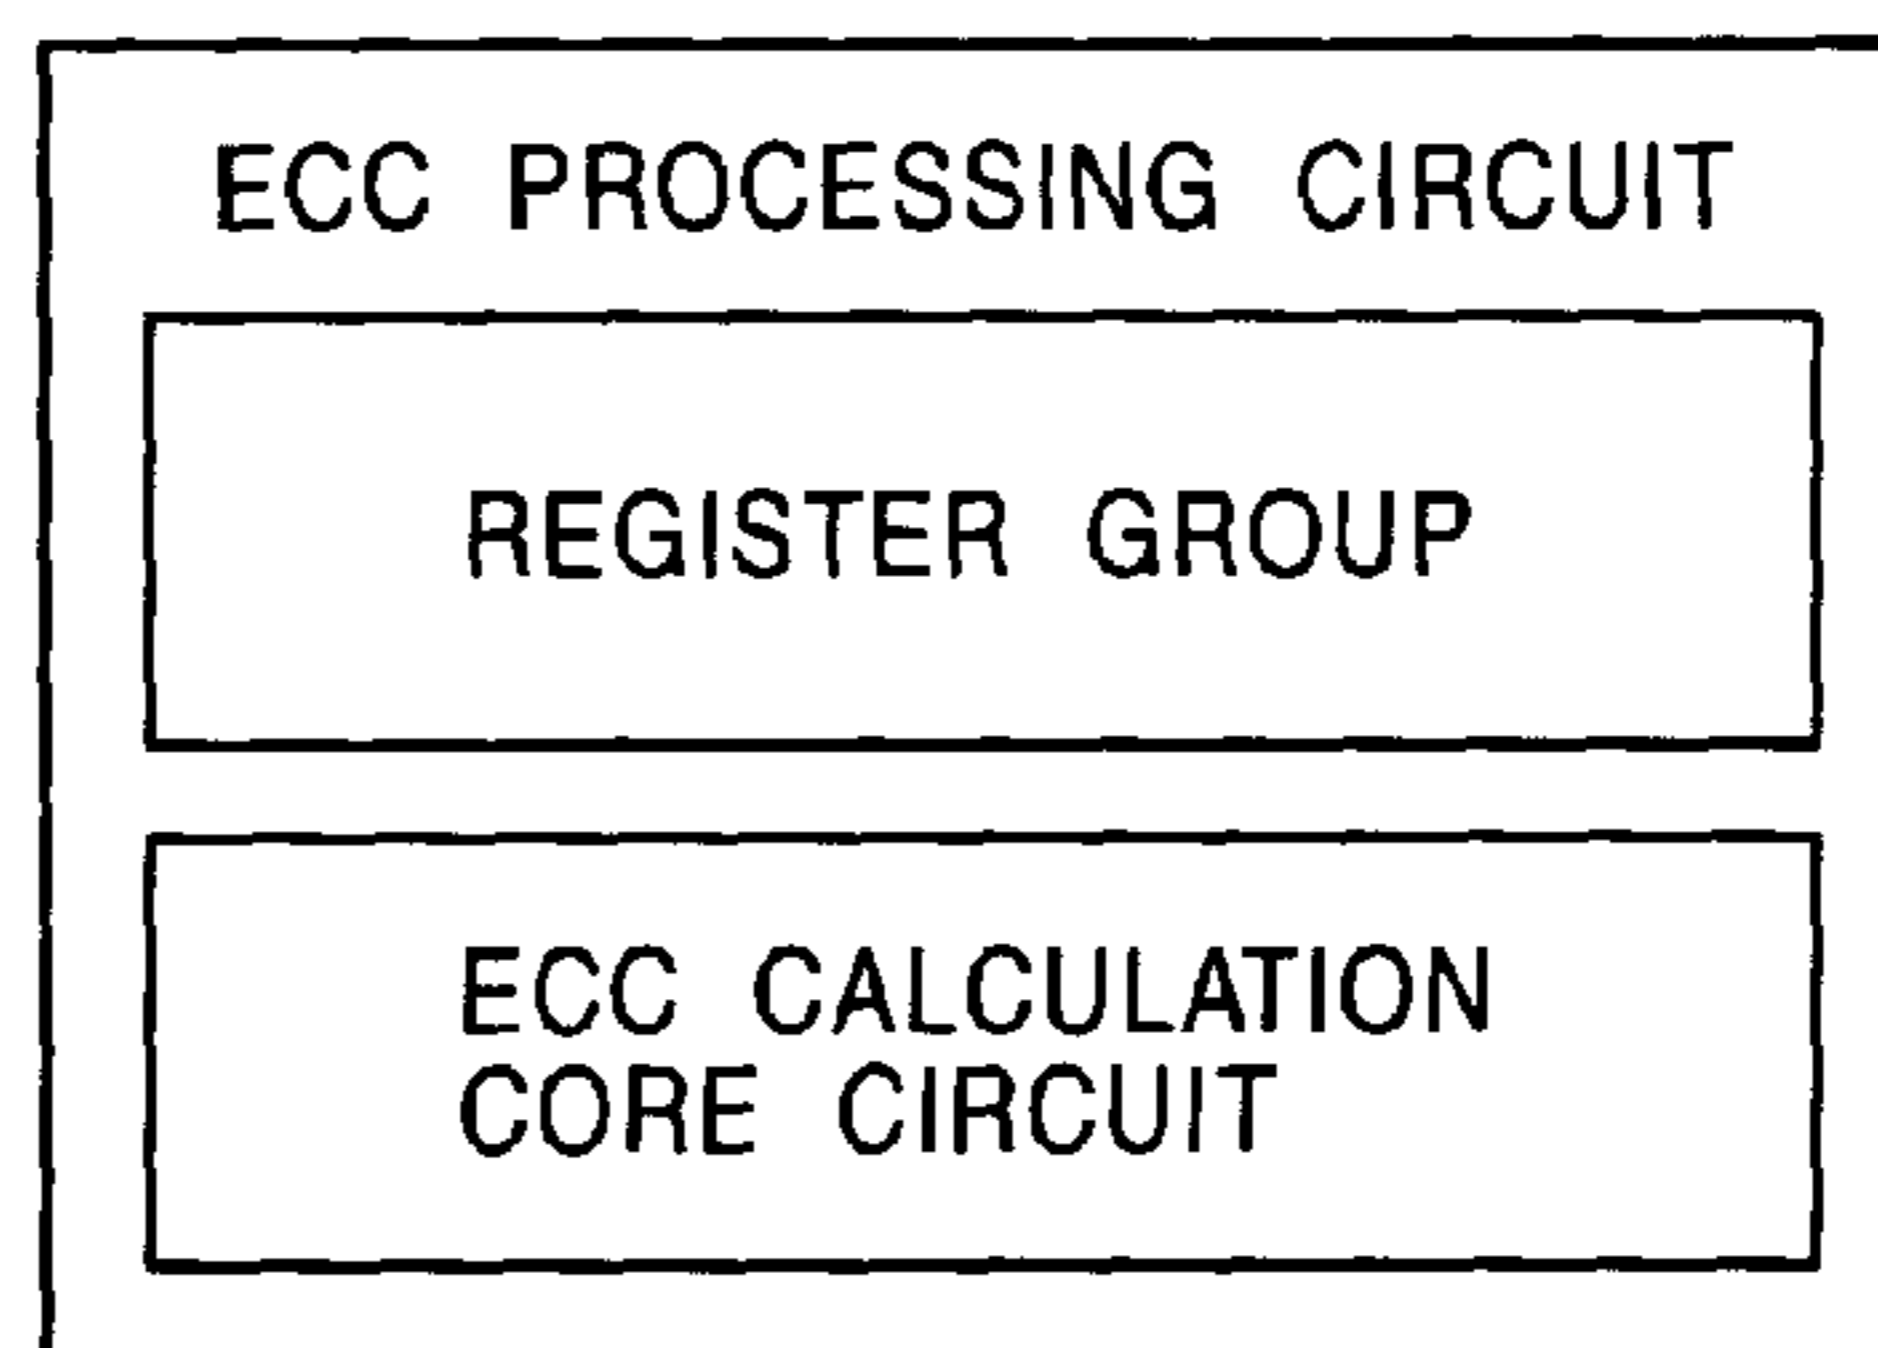 ECC PROCESSING CIRCUIT
REGISTER GROUP
ECC CALCULATION
CORE CIRCUIT